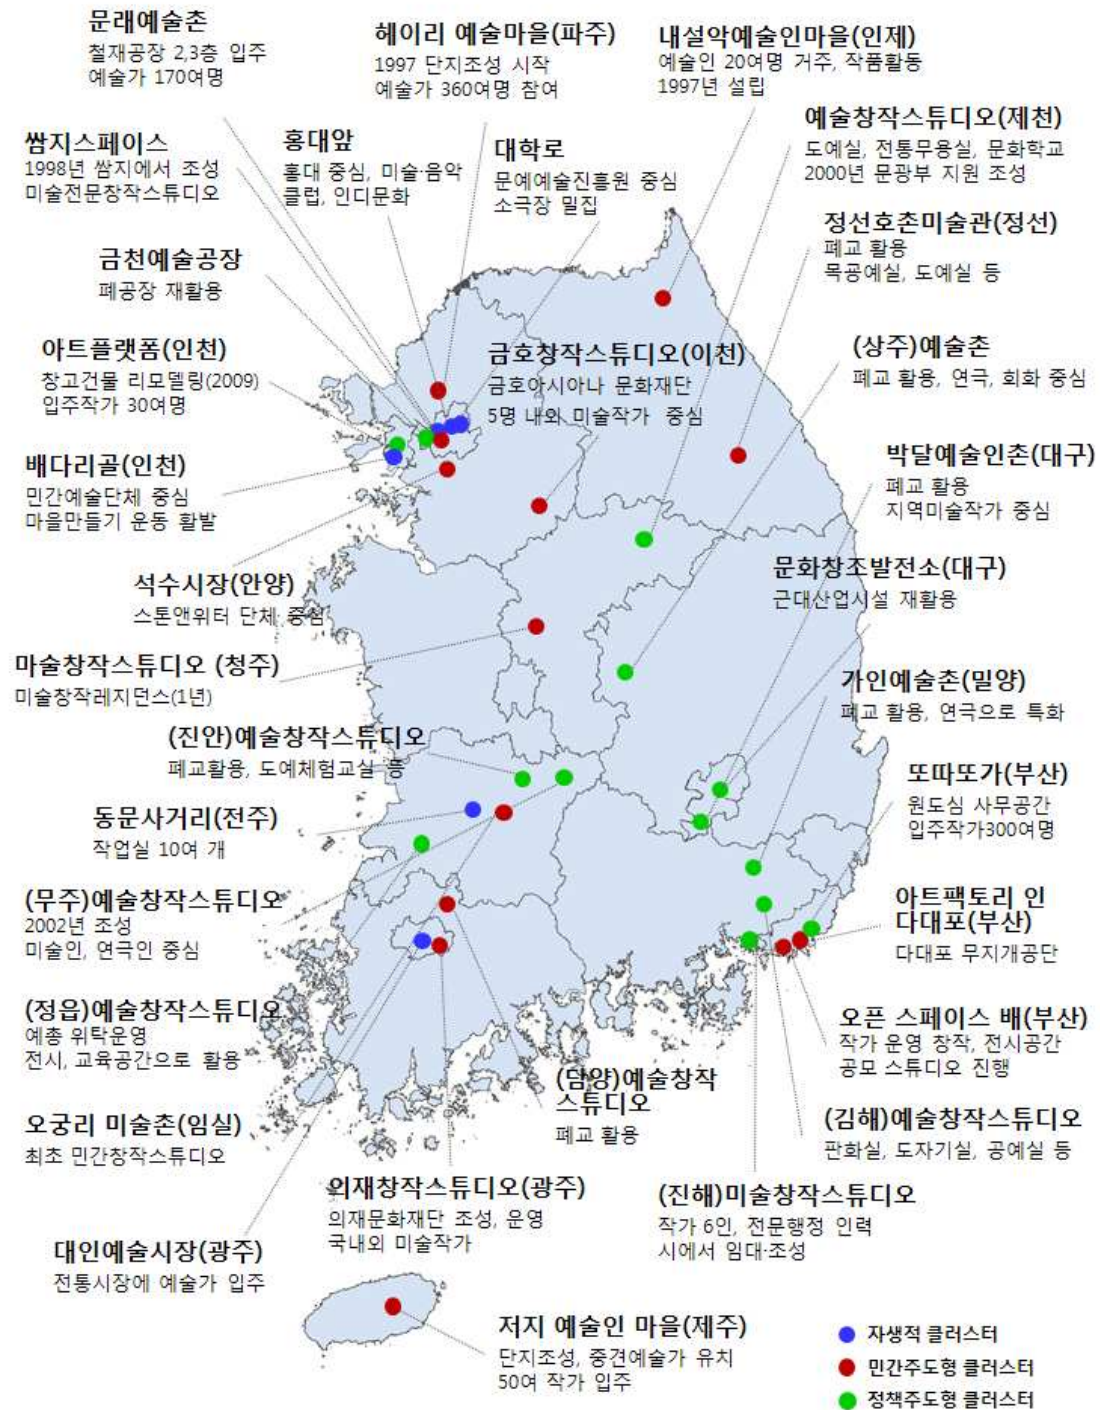 문래예술촌
철재공장 2,3층 입주
예술가 170여명
헤이리 예술마을(파주)
1997 단지조성 시작
예술가 360여명 참여
내설악예술인마을(인제)
예술인 20여명 거주, 작품활동
1997년 설립
쌈지스페이스
1998년 쌈지에서 조성
미술전문창작스튜디오
홍대앞
홍대 중심, 미술·음악
클럽, 인디문화
대학로
문예예술진흥원 중심
소극장 밀집
예술창작스튜디오(제천)
도예실, 전통무용실, 문화학교
2000년 문광부 지원 조성
정선호촌미술관(정선)
폐교 활용
목공예실, 도예실 등
금천예술공장
폐공장 재활용
아트플랫폼(인천)
창고건물 리모델링(2009)
입주작가 30여명
금호창작스튜디오(이천)
금호아시아나 문화재단
5명 내외 미술작가 중심
(상주)예술촌
폐교 활용, 연극, 회화 중심
배다리골(인천)
민간예술단체 중심
마을만들기 운동 활발
박달예술인촌(대구)
폐교 활용
지역미술작가 중심
석수시장(안양)
스톤앤워터 단체 중심
문화창조발전소(대구)
근대산업시설 재활용
마술창작스튜디오 (청주)
미술창작레지던스(1년)
가인예술촌(밀양)
폐교 활용, 연극으로 특화
(진안)예술창작스튜디오
폐교활용, 도예체험교실 등
또따또가(부산)
원도심 사무공간
입주작가300여명
동문사거리(전주)
작업실 10여 개
(무주)예술창작스튜디오
2002년 조성
미술인, 연극인 중심
아트팩토리 인
다대포(부산)
다대포 무지개공단
(정읍)예술창작스튜디오
예총 위탁운영
전시, 교육공간으로 활용
오픈 스페이스 배(부산)
작가 운영 창작, 전시공간
공모 스튜디오 진행
(담양)예술창작
스튜디오
폐교 활용
오궁리 미술촌(임실)
최초 민간창작스튜디오
(김해)예술창작스튜디오
판화실, 도자기실, 공예실 등
의재창작스튜디오(광주)
의재문화재단 조성, 운영
국내외 미술작가
(진해)미술창작스튜디오
작가 6인, 전문행정 인력
시에서 임대·조성
대인예술시장(광주)
전통시장에 예술가 입주
저지 예술인 마을(제주)
단지조성, 중견예술가 유치
50여 작가 입주
자생적 클러스터
민간주도형 클러스터
정책주도형 클러스터